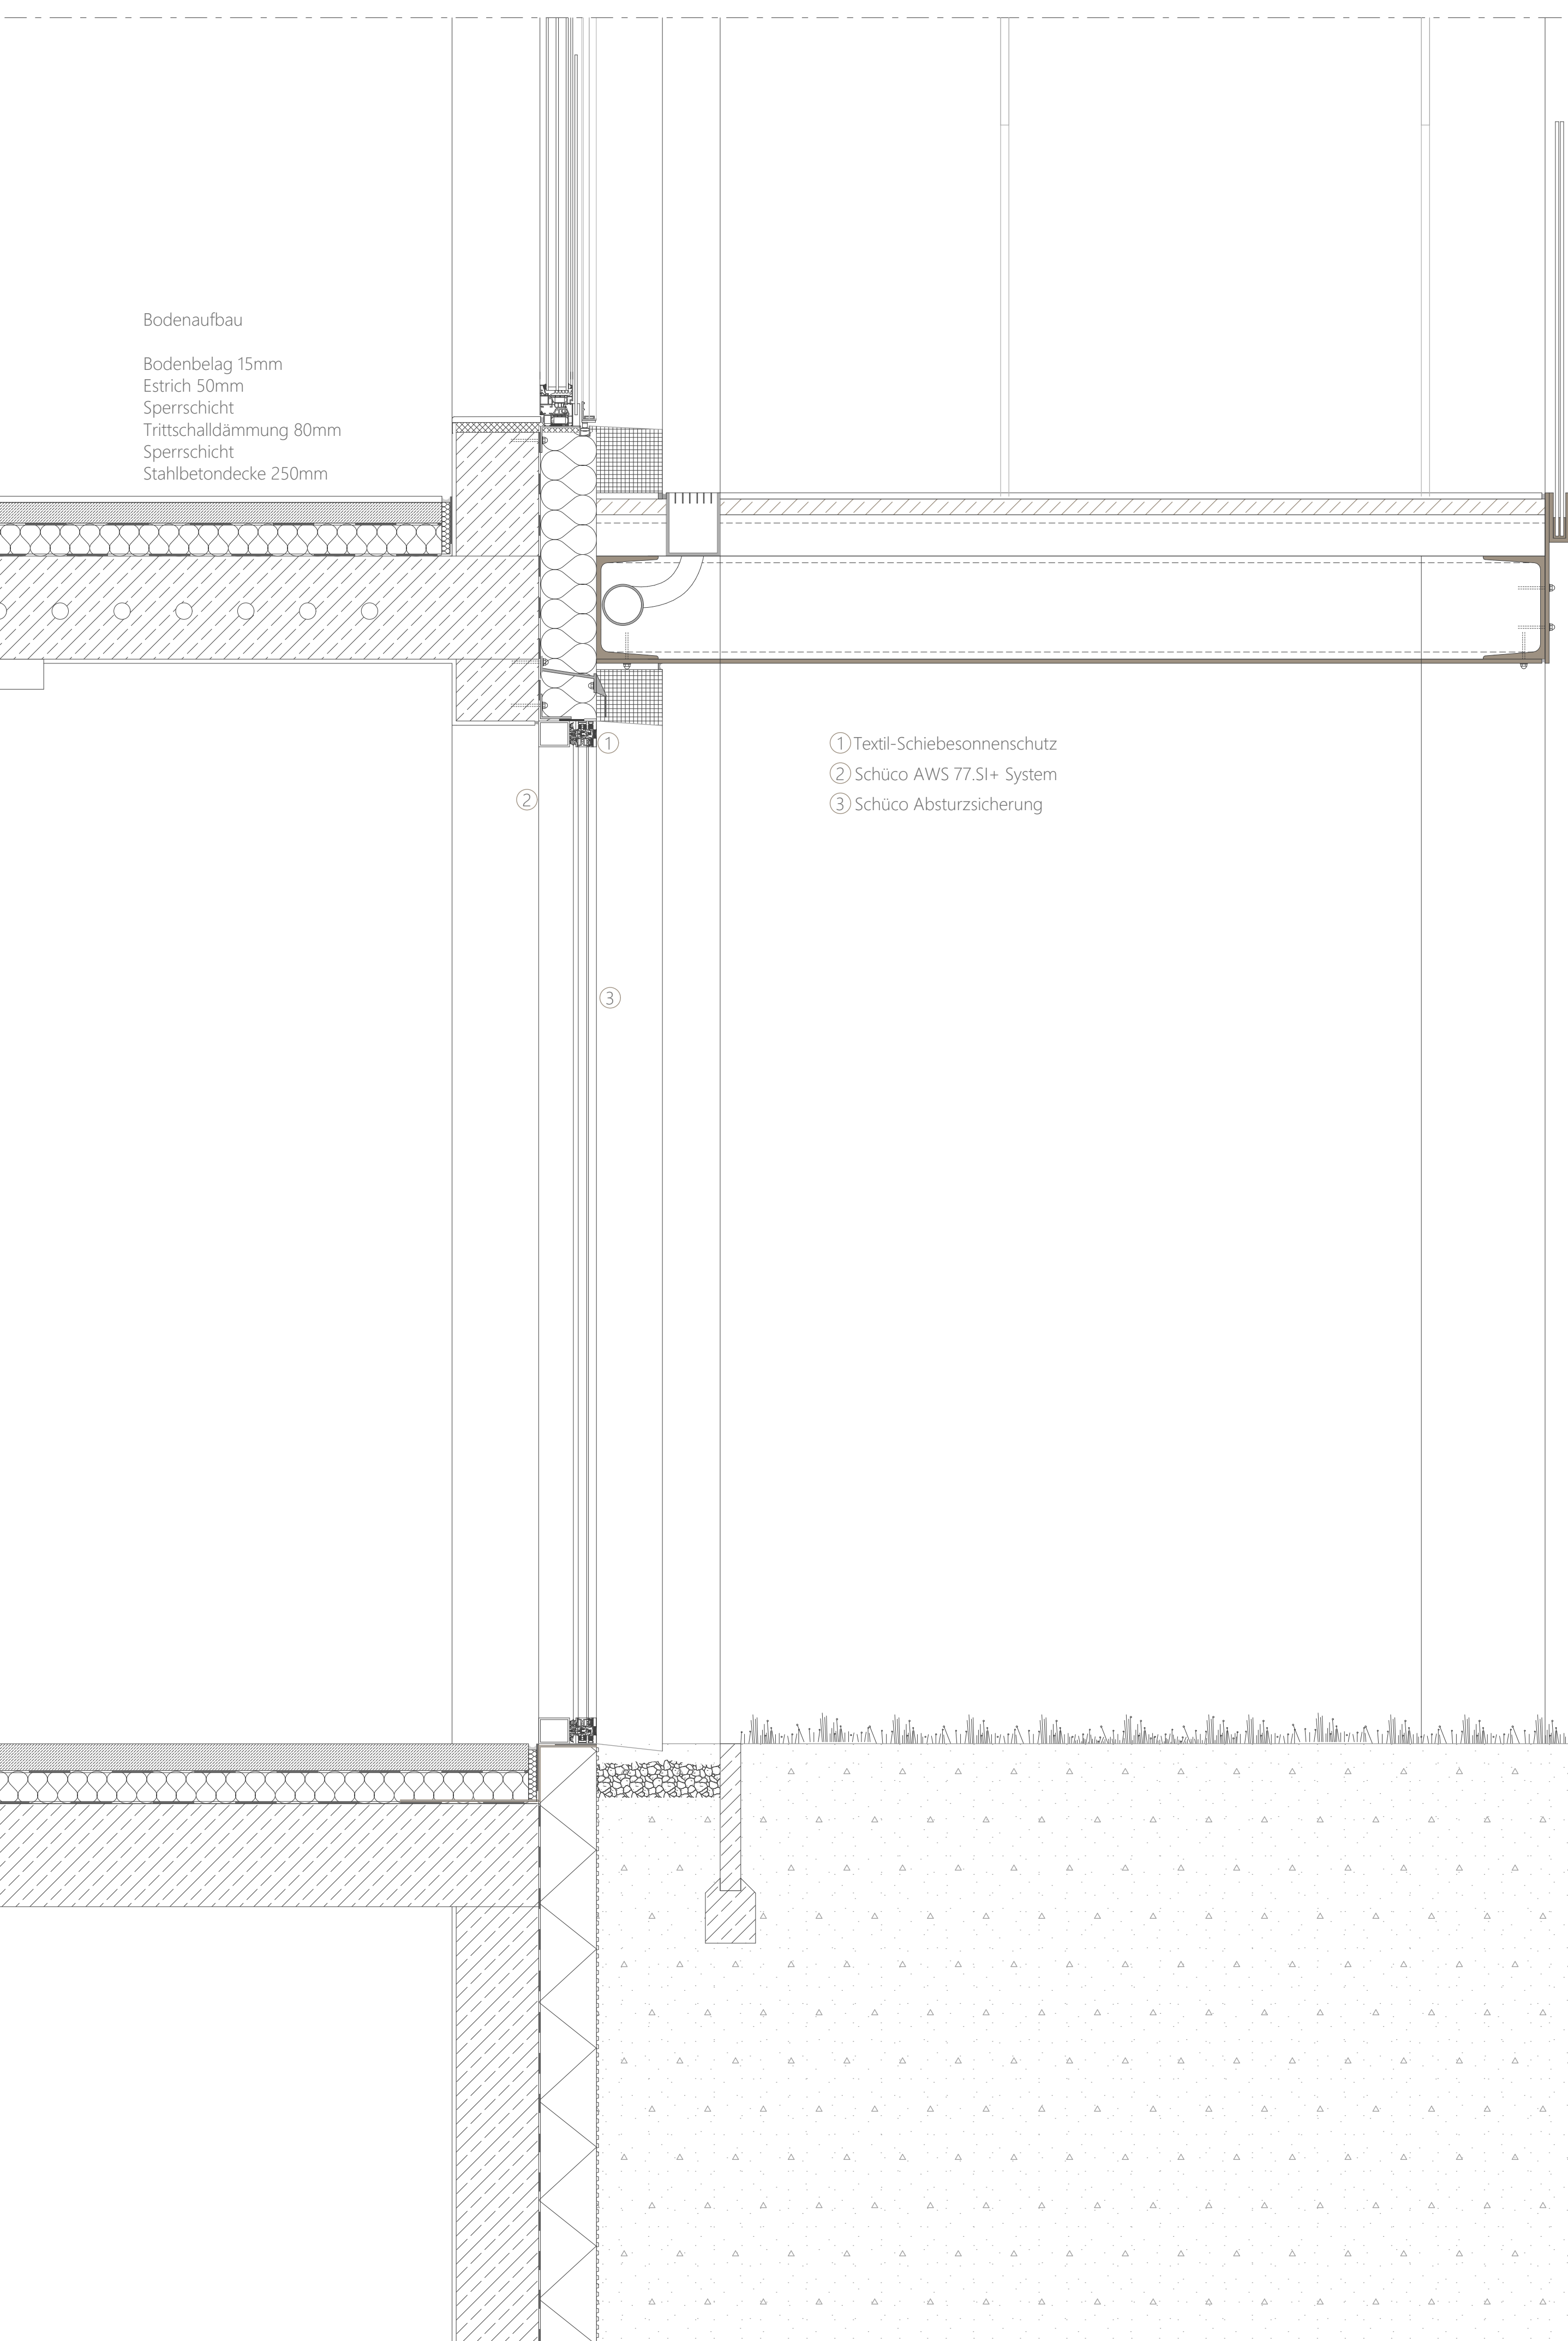 Bodenaufbau
Bodenbelag 15mm
Estrich 50mm
Sperrschicht
Trittschalldämmung 80mm
Sperrschicht
Stahlbetondecke 250mm
1
1 Textil-Schiebesonnenschutz
2 Schüco AWS 77.SI+ System
2
3 Schüco Absturzsicherung
3